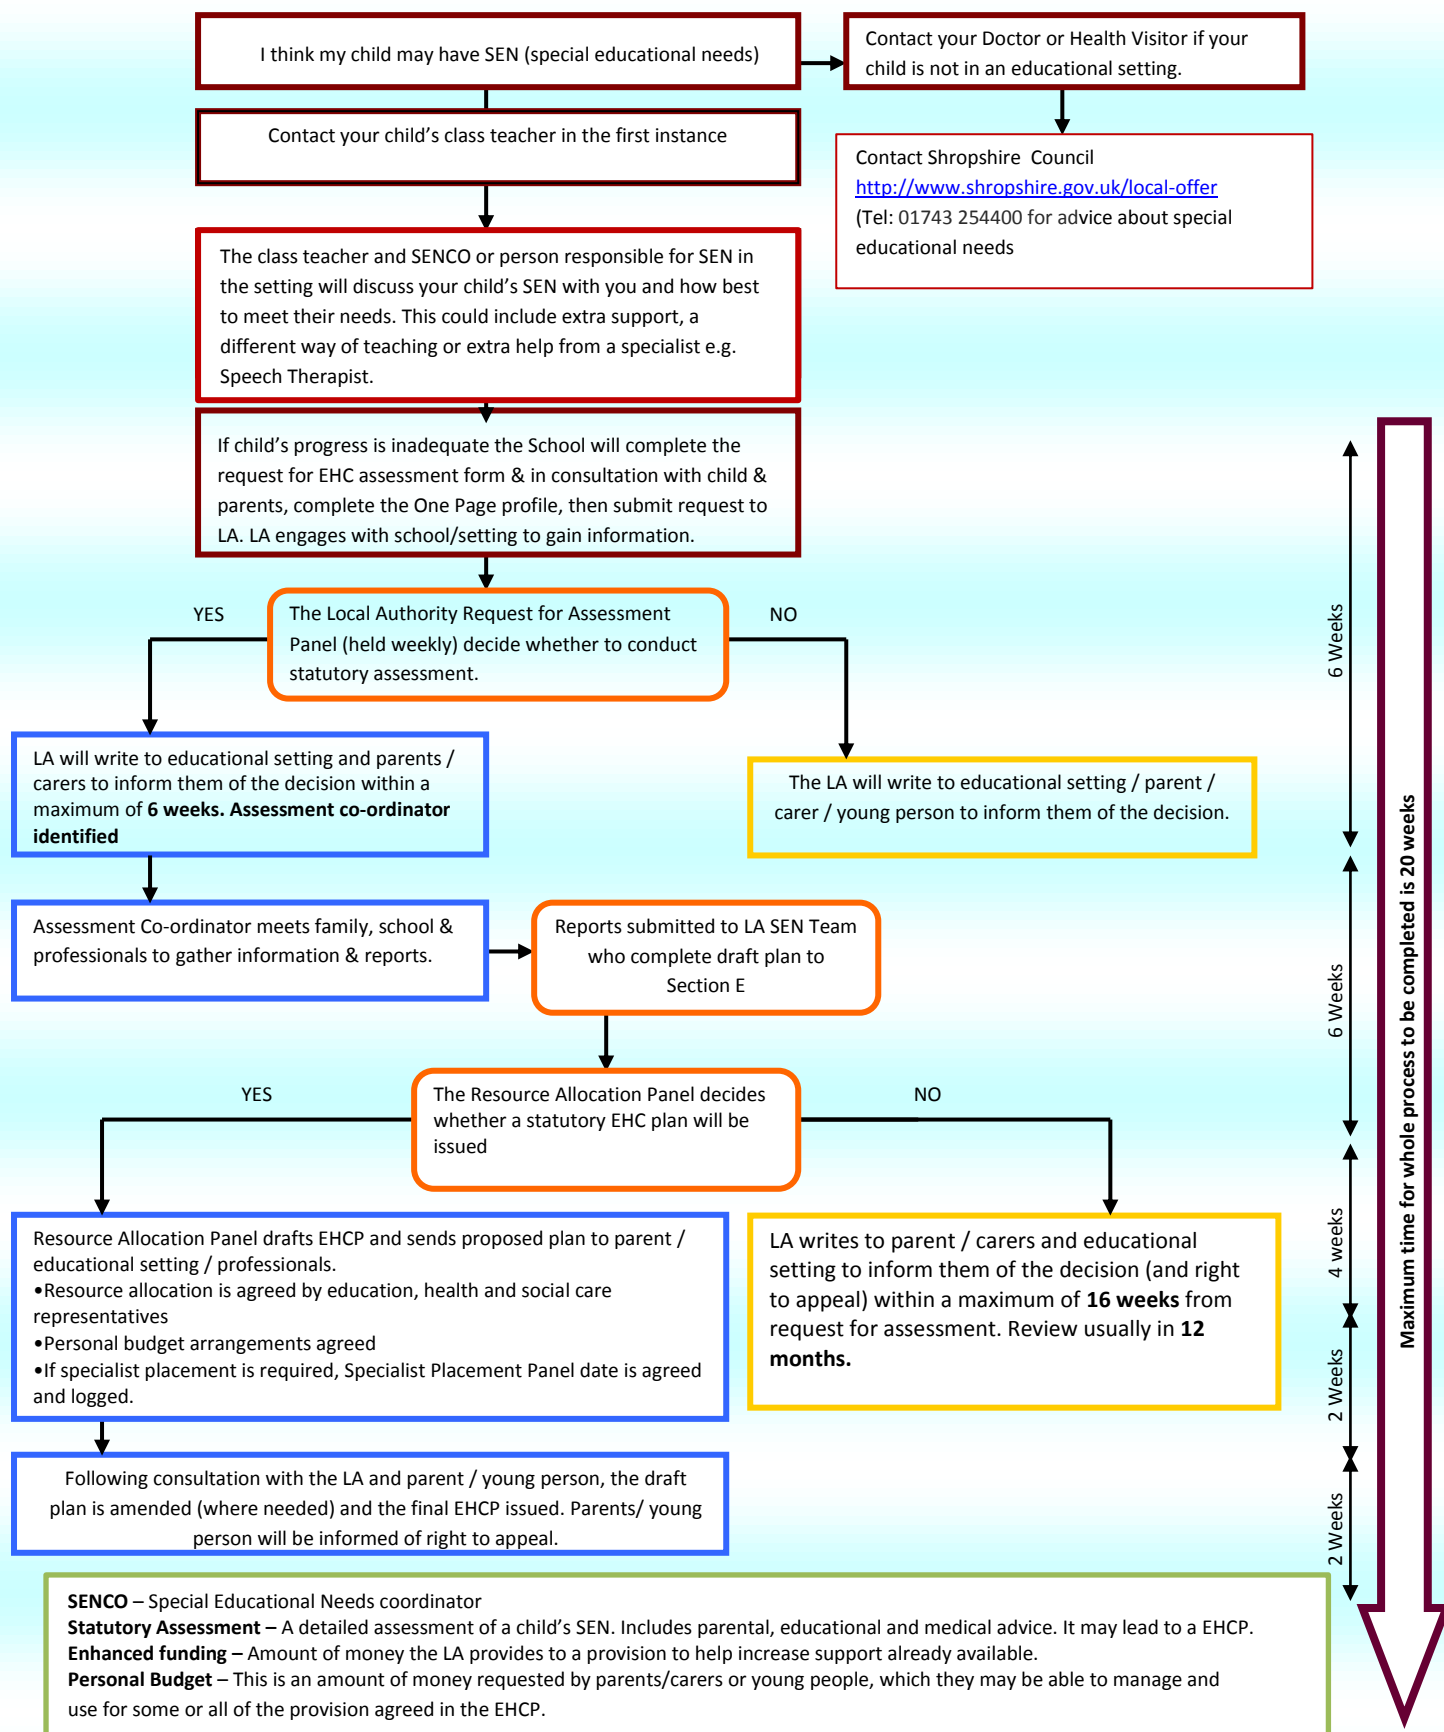 I think my child may have SEN (special educational needs)
Contact your Doctor or Health Visitor if your
child is not in an educational setting.
Contact your child’s class teacher in the first instance
Contact Shropshire Council
http://www.shropshire.gov.uk/local-offer
(Tel: 01743 254400 for advice about special
educational needs
The class teacher and SENCO or person responsible for SEN in
the setting will discuss your child’s SEN with you and how best
to meet their needs. This could include extra support, a
different way of teaching or extra help from a specialist e.g.
Speech Therapist.
If child’s progress is inadequate the School will complete the
request for EHC assessment form & in consultation with child &
parents, complete the One Page profile, then submit request to
LA. LA engages with school/setting to gain information.
YES
The Local Authority Request for Assessment
Panel (held weekly) decide whether to conduct
statutory assessment.
NO
6 Weeks
LA will write to educational setting and parents /
carers to inform them of the decision within a
maximum of 6 weeks. Assessment co-ordinator
identified
The LA will write to educational setting / parent /
carer / young person to inform them of the decision.
Maximum time for whole process to be completed is 20 weeks
Assessment Co-ordinator meets family, school &
professionals to gather information & reports.
Reports submitted to LA SEN Team
who complete draft plan to
Section E
6 Weeks
YES
The Resource Allocation Panel decides
whether a statutory EHC plan will be
issued
NO
4 weeks
Resource Allocation Panel drafts EHCP and sends proposed plan to parent /
educational setting / professionals.
•Resource allocation is agreed by education, health and social care
representatives
•Personal budget arrangements agreed
•If specialist placement is required, Specialist Placement Panel date is agreed
and logged.
LA writes to parent / carers and educational
setting to inform them of the decision (and right
to appeal) within a maximum of 16 weeks from
request for assessment. Review usually in 12
months.
2 Weeks
Following consultation with the LA and parent / young person, the draft
plan is amended (where needed) and the final EHCP issued. Parents/ young
person will be informed of right to appeal.
2 Weeks
SENCO – Special Educational Needs coordinator
Statutory Assessment – A detailed assessment of a child’s SEN. Includes parental, educational and medical advice. It may lead to a EHCP.
Enhanced funding – Amount of money the LA provides to a provision to help increase support already available.
Personal Budget – This is an amount of money requested by parents/carers or young people, which they may be able to manage and
use for some or all of the provision agreed in the EHCP.